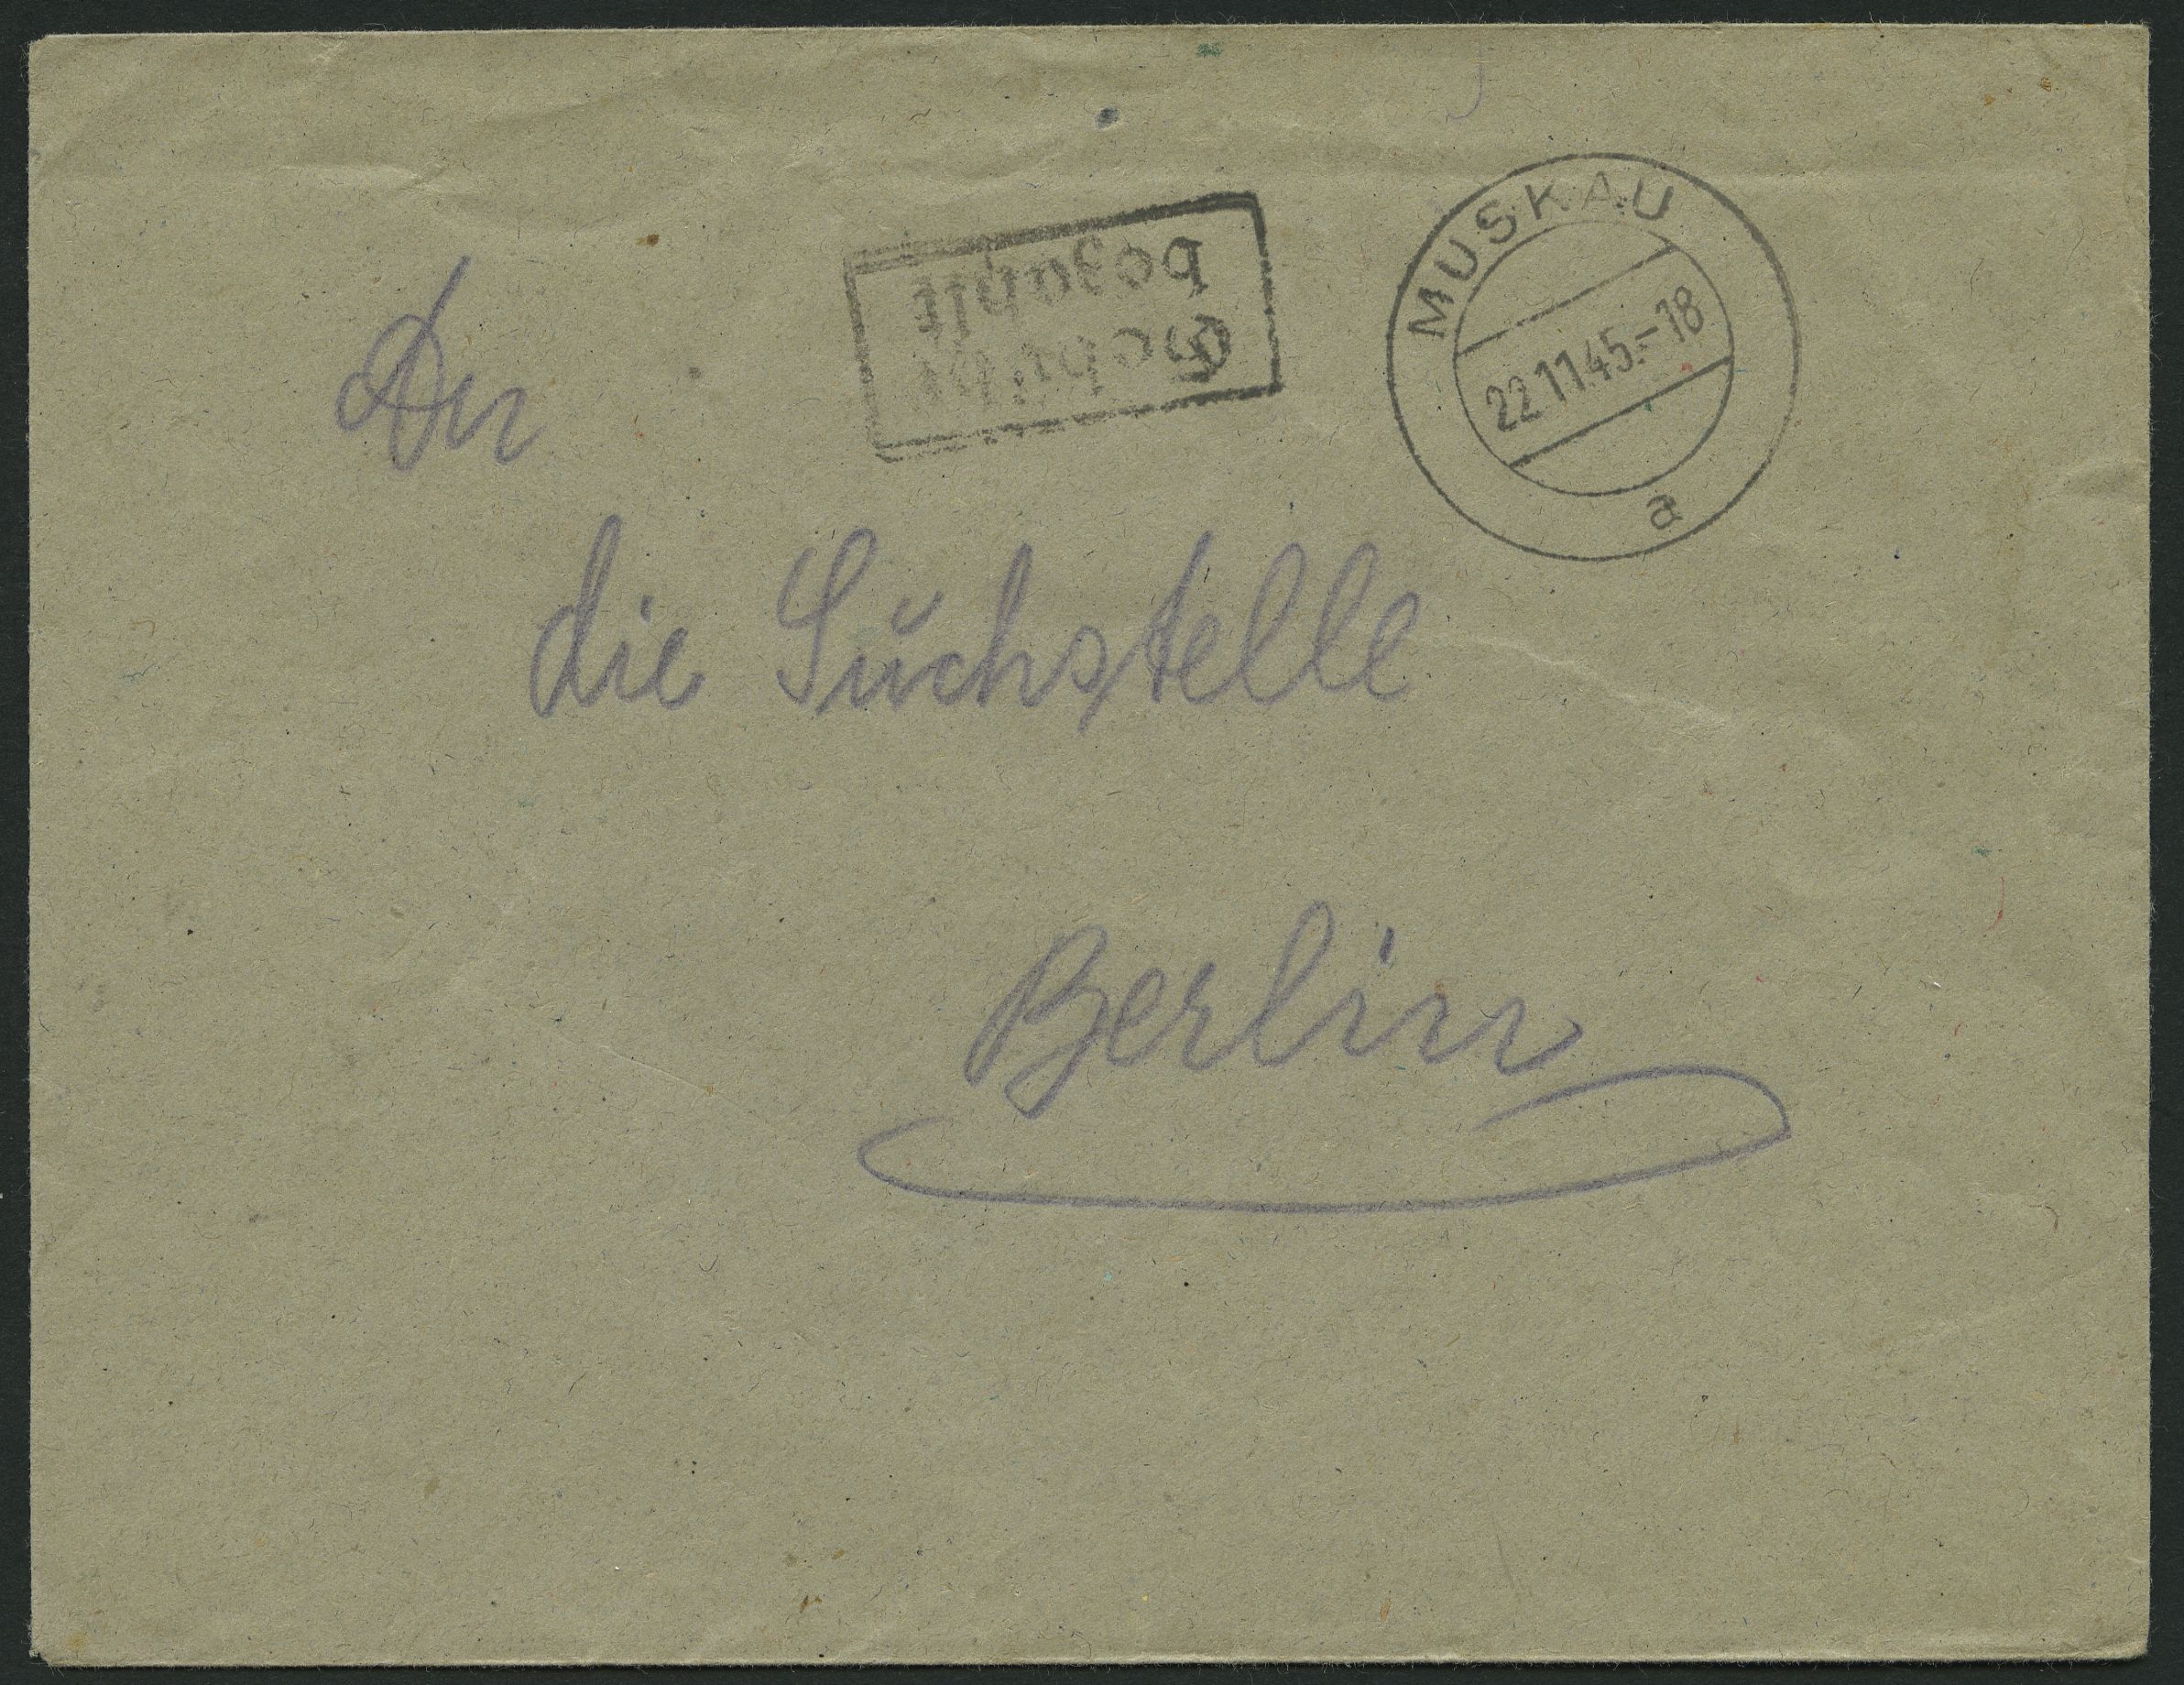 Gebühr
bezahlt
MUSKAU
22.11.45.-18
a
An
die Suchstelle
Berlin